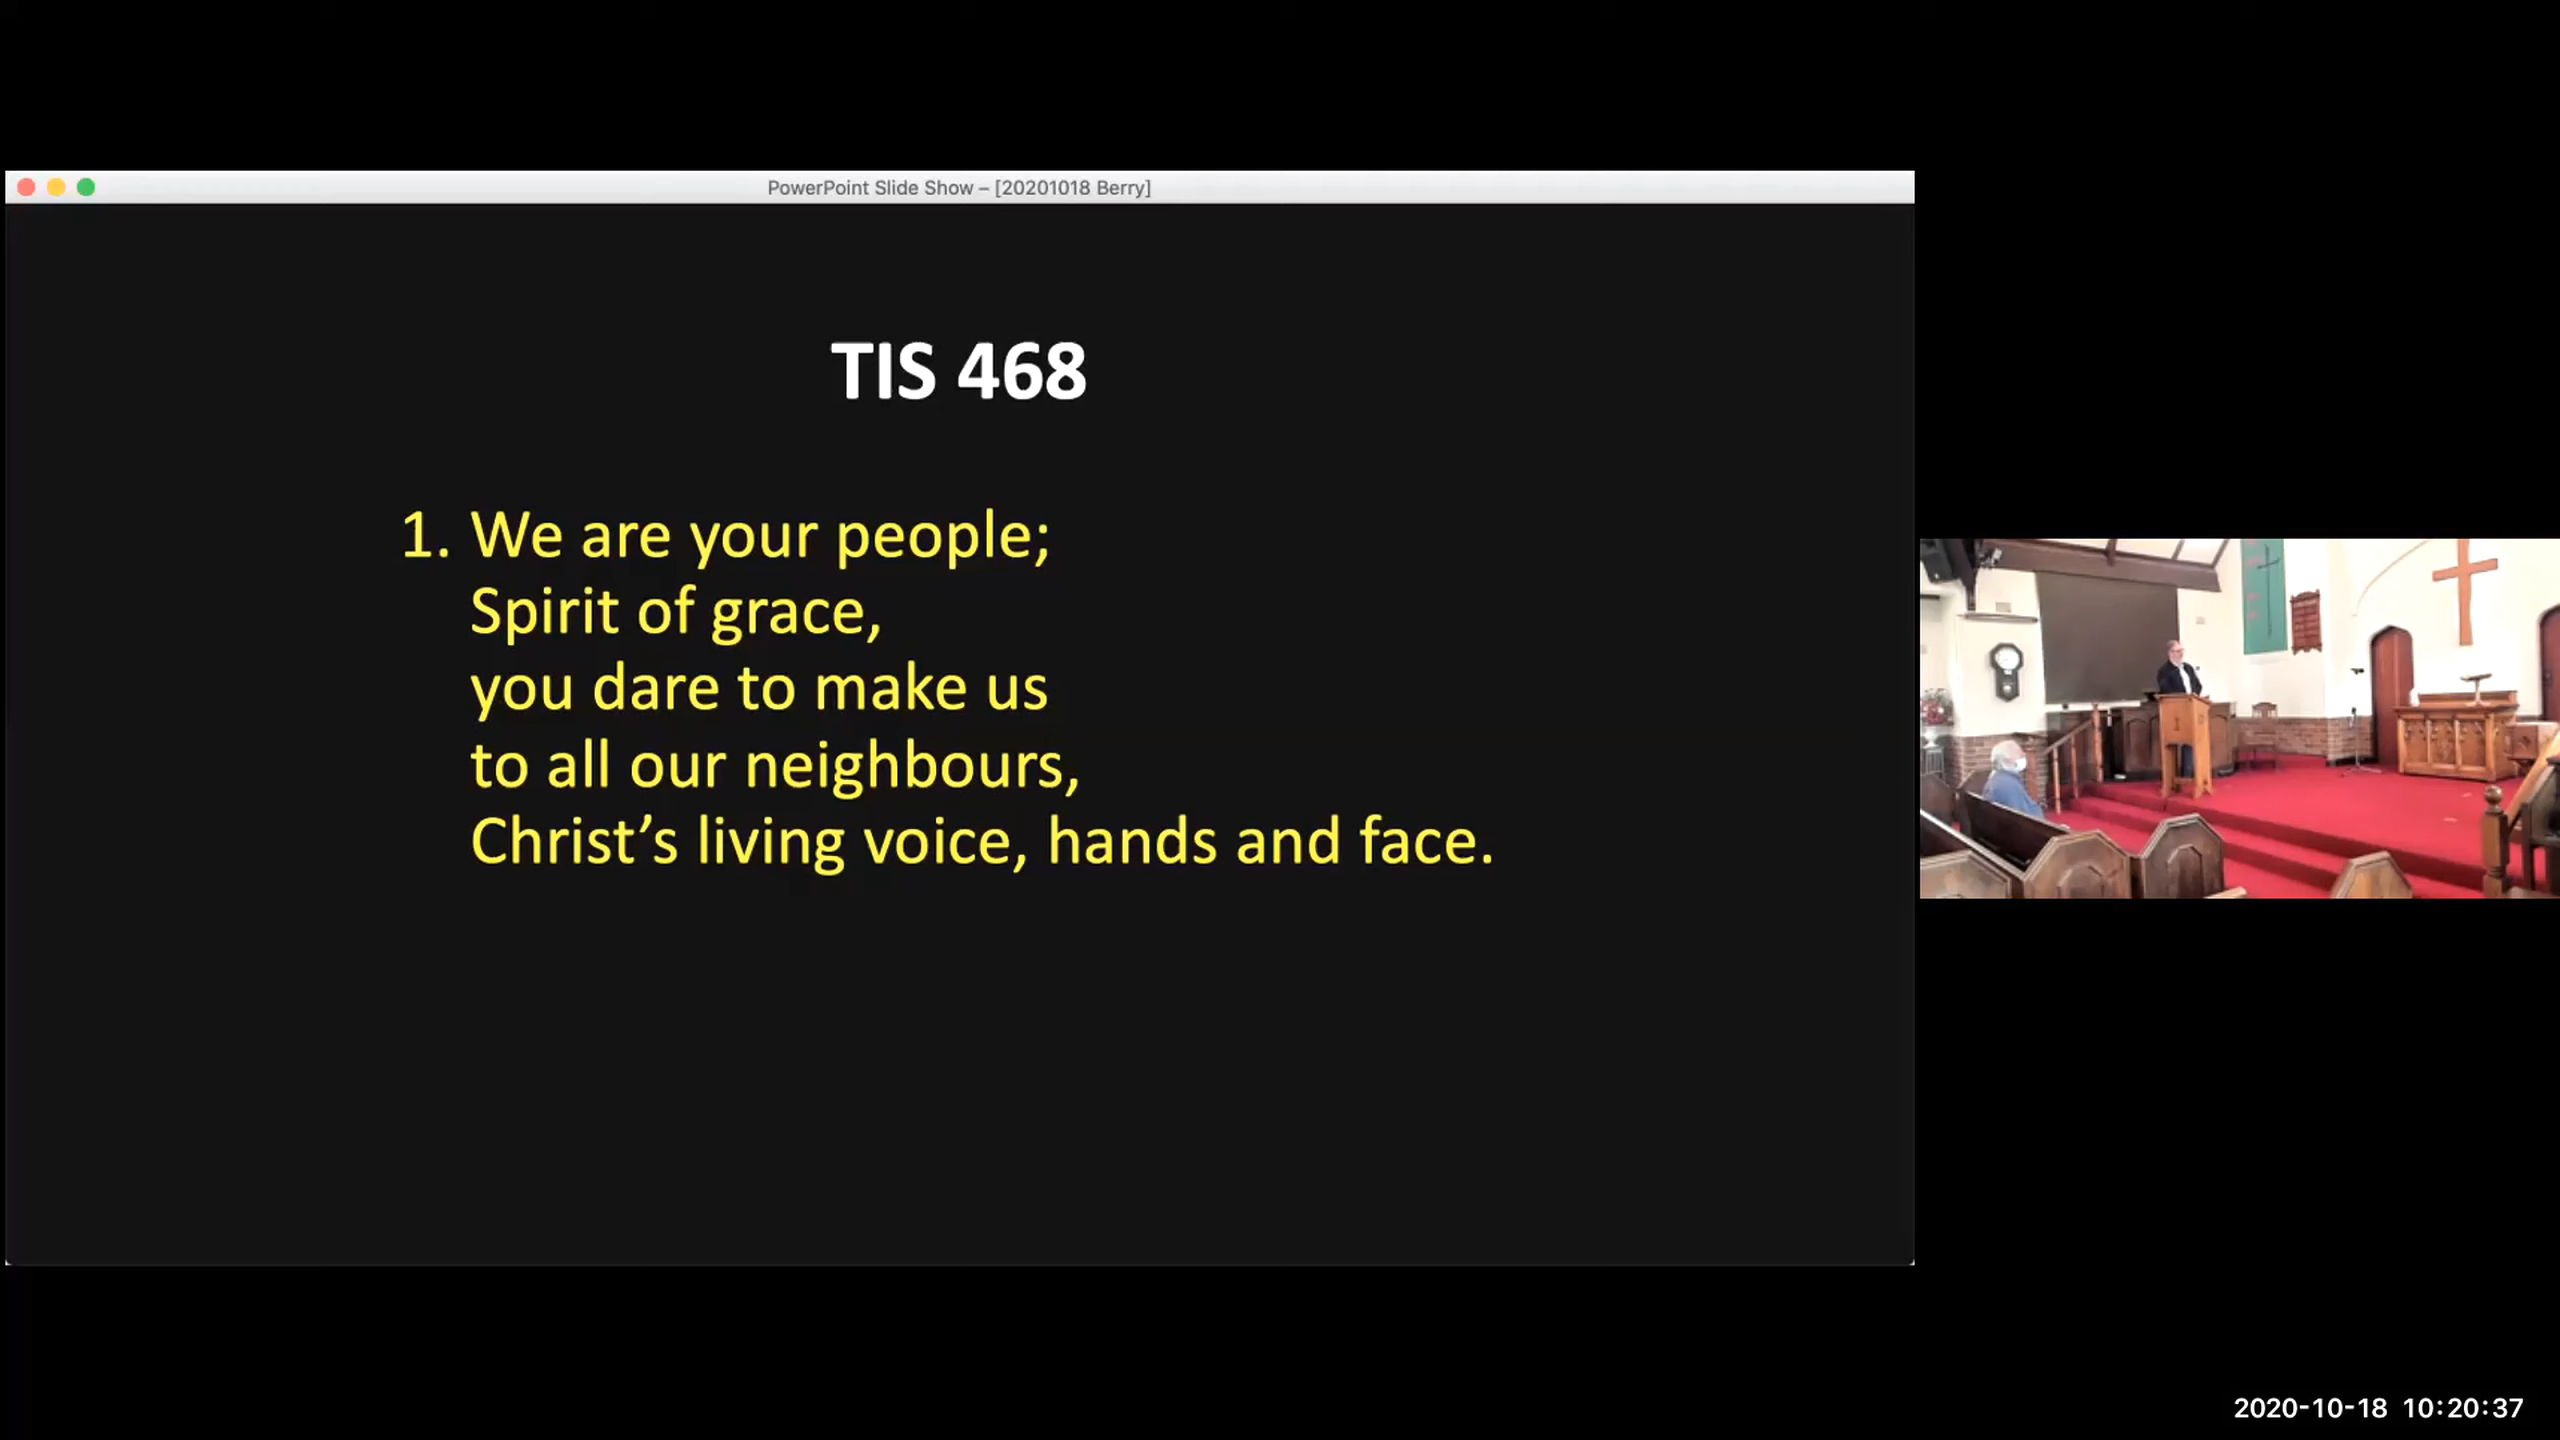 PowerPoint Slide Show – [20201018 Berry]
TIS 468
1. We are your people;
Spirit of grace,
you dare to make us
to all our neighbours,
Christ’s living voice, hands and face.
2020-10-18 10:20:37